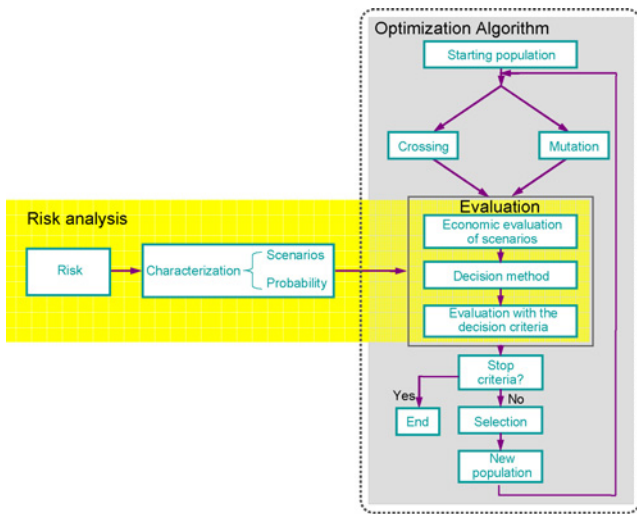 Optimization Algorithm
Starting population
Crossing
Mutation
Risk analysis
Evaluation
Economic evaluation
of scenarios
Risk
Characterization
Scenarios
Probability
Decision method
Evaluation with the
decision criteria
Stop
criteria?
Yes
No
End
Selection
New
population